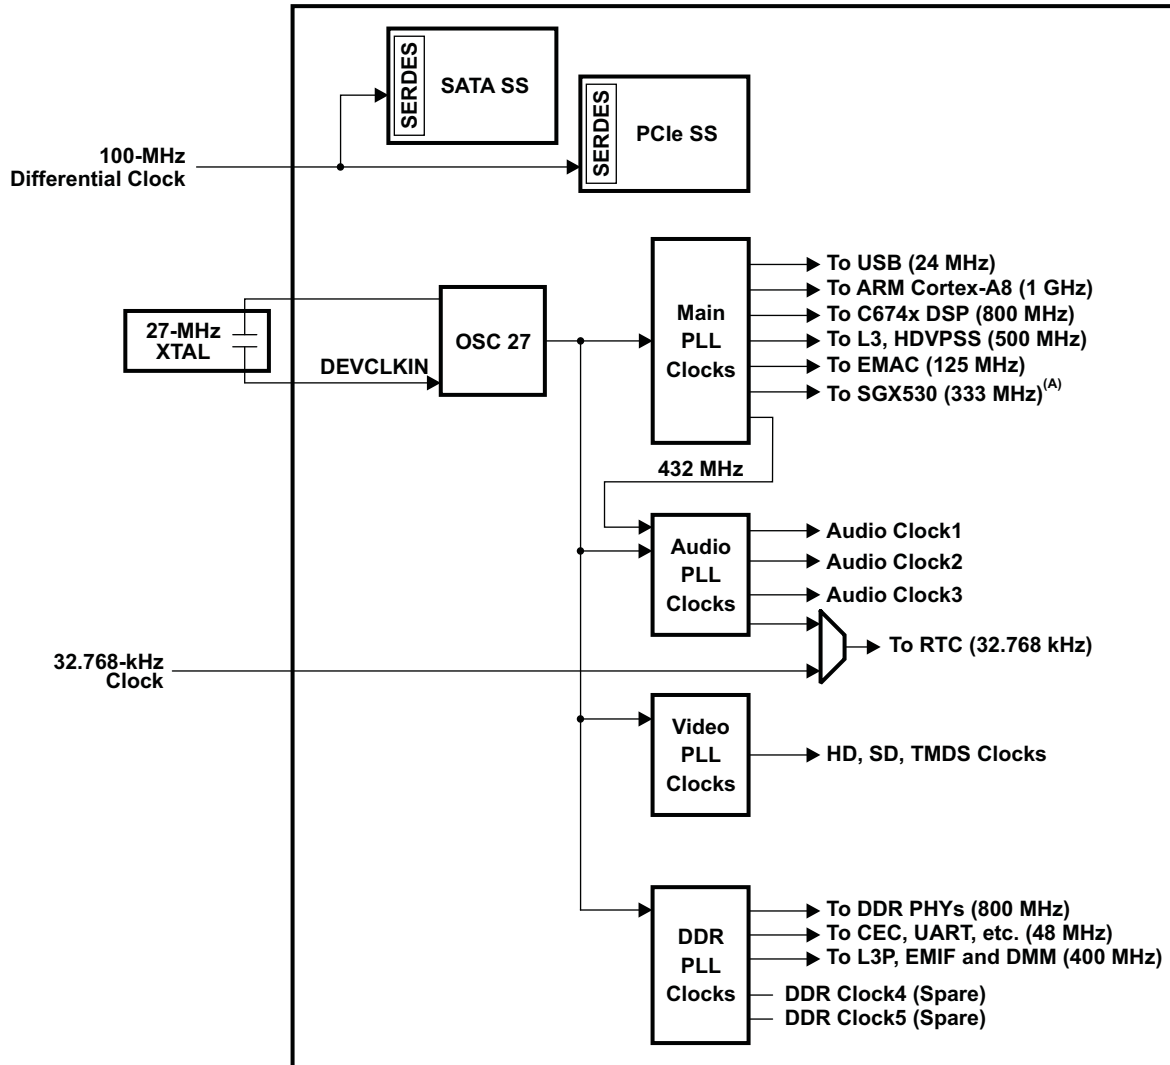 SERDES
SATA SS
SERDES
PCIe SS
100-MHz
Differential Clock
27-MHz
XTAL
DEVCLKIN
OSC 27
Main
PLL
Clocks
To USB (24 MHz)
To ARM Cortex-A8 (1 GHz)
To C674x DSP (800 MHz)
To L3, HDVPSS (500 MHz)
To EMAC (125 MHz)
To SGX530 (333 MHz)(A)
432 MHz
Audio
PLL
Clocks
Audio Clock1
Audio Clock2
Audio Clock3
To RTC (32.768 kHz)
32.768-kHz
Clock
Video
PLL
Clocks
HD, SD, TMDS Clocks
DDR
PLL
Clocks
To DDR PHYs (800 MHz)
To CEC, UART, etc. (48 MHz)
To L3P, EMIF and DMM (400 MHz)
DDR Clock4 (Spare)
DDR Clock5 (Spare)